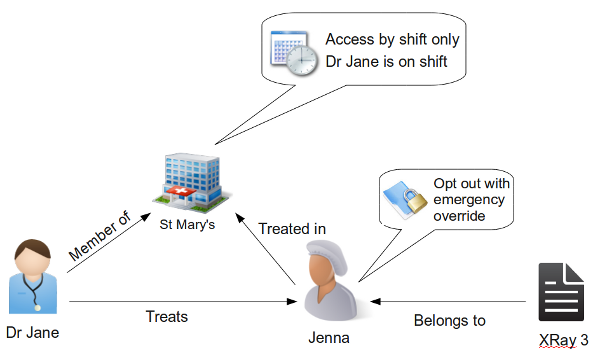 Access by shift only
Dr Jane is on shift
Opt out with
emergency
override
Member of
St Mary's
Treated in
Dr Jane
Treats
Jenna
Belongs to
XRay 3